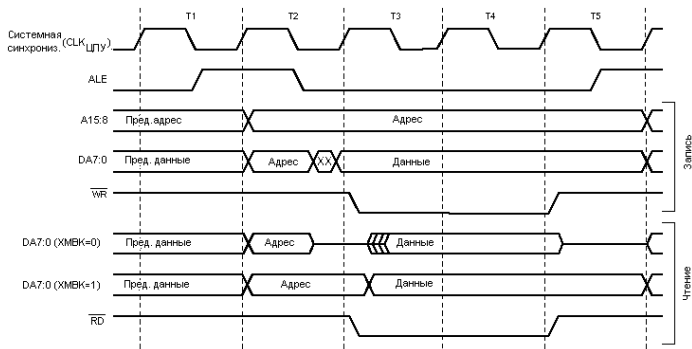 T1 T2 T3 T4 T5
Системная
синхрониз. (CLKЦПУ)
ALE
A15:8 Пред.адрес Адрес
DA7:0 Пред. данные Адрес XX Данные
WR
Запись
DA7:0 (XMBK=0) Пред. данные Адрес Данные
DA7:0 (XMBK=1) Пред. данные Адрес Данные
RD
Чтение